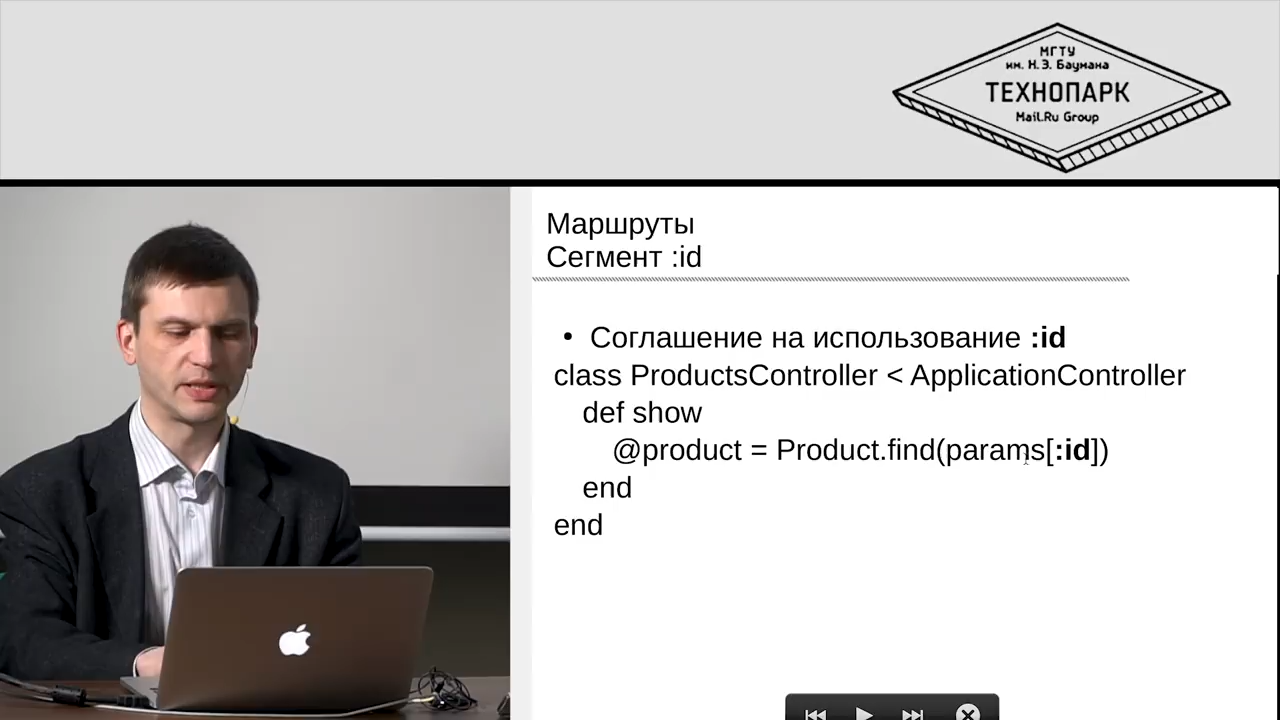 МГТУ
им. Н.Э. Баумана
ТЕХНОПАРК
Mail.Ru Group
Маршруты
Сегмент :id
• Соглашение на использование :id
class ProductsController < ApplicationController
def show
@product = Product.find(params[:id])
end
end